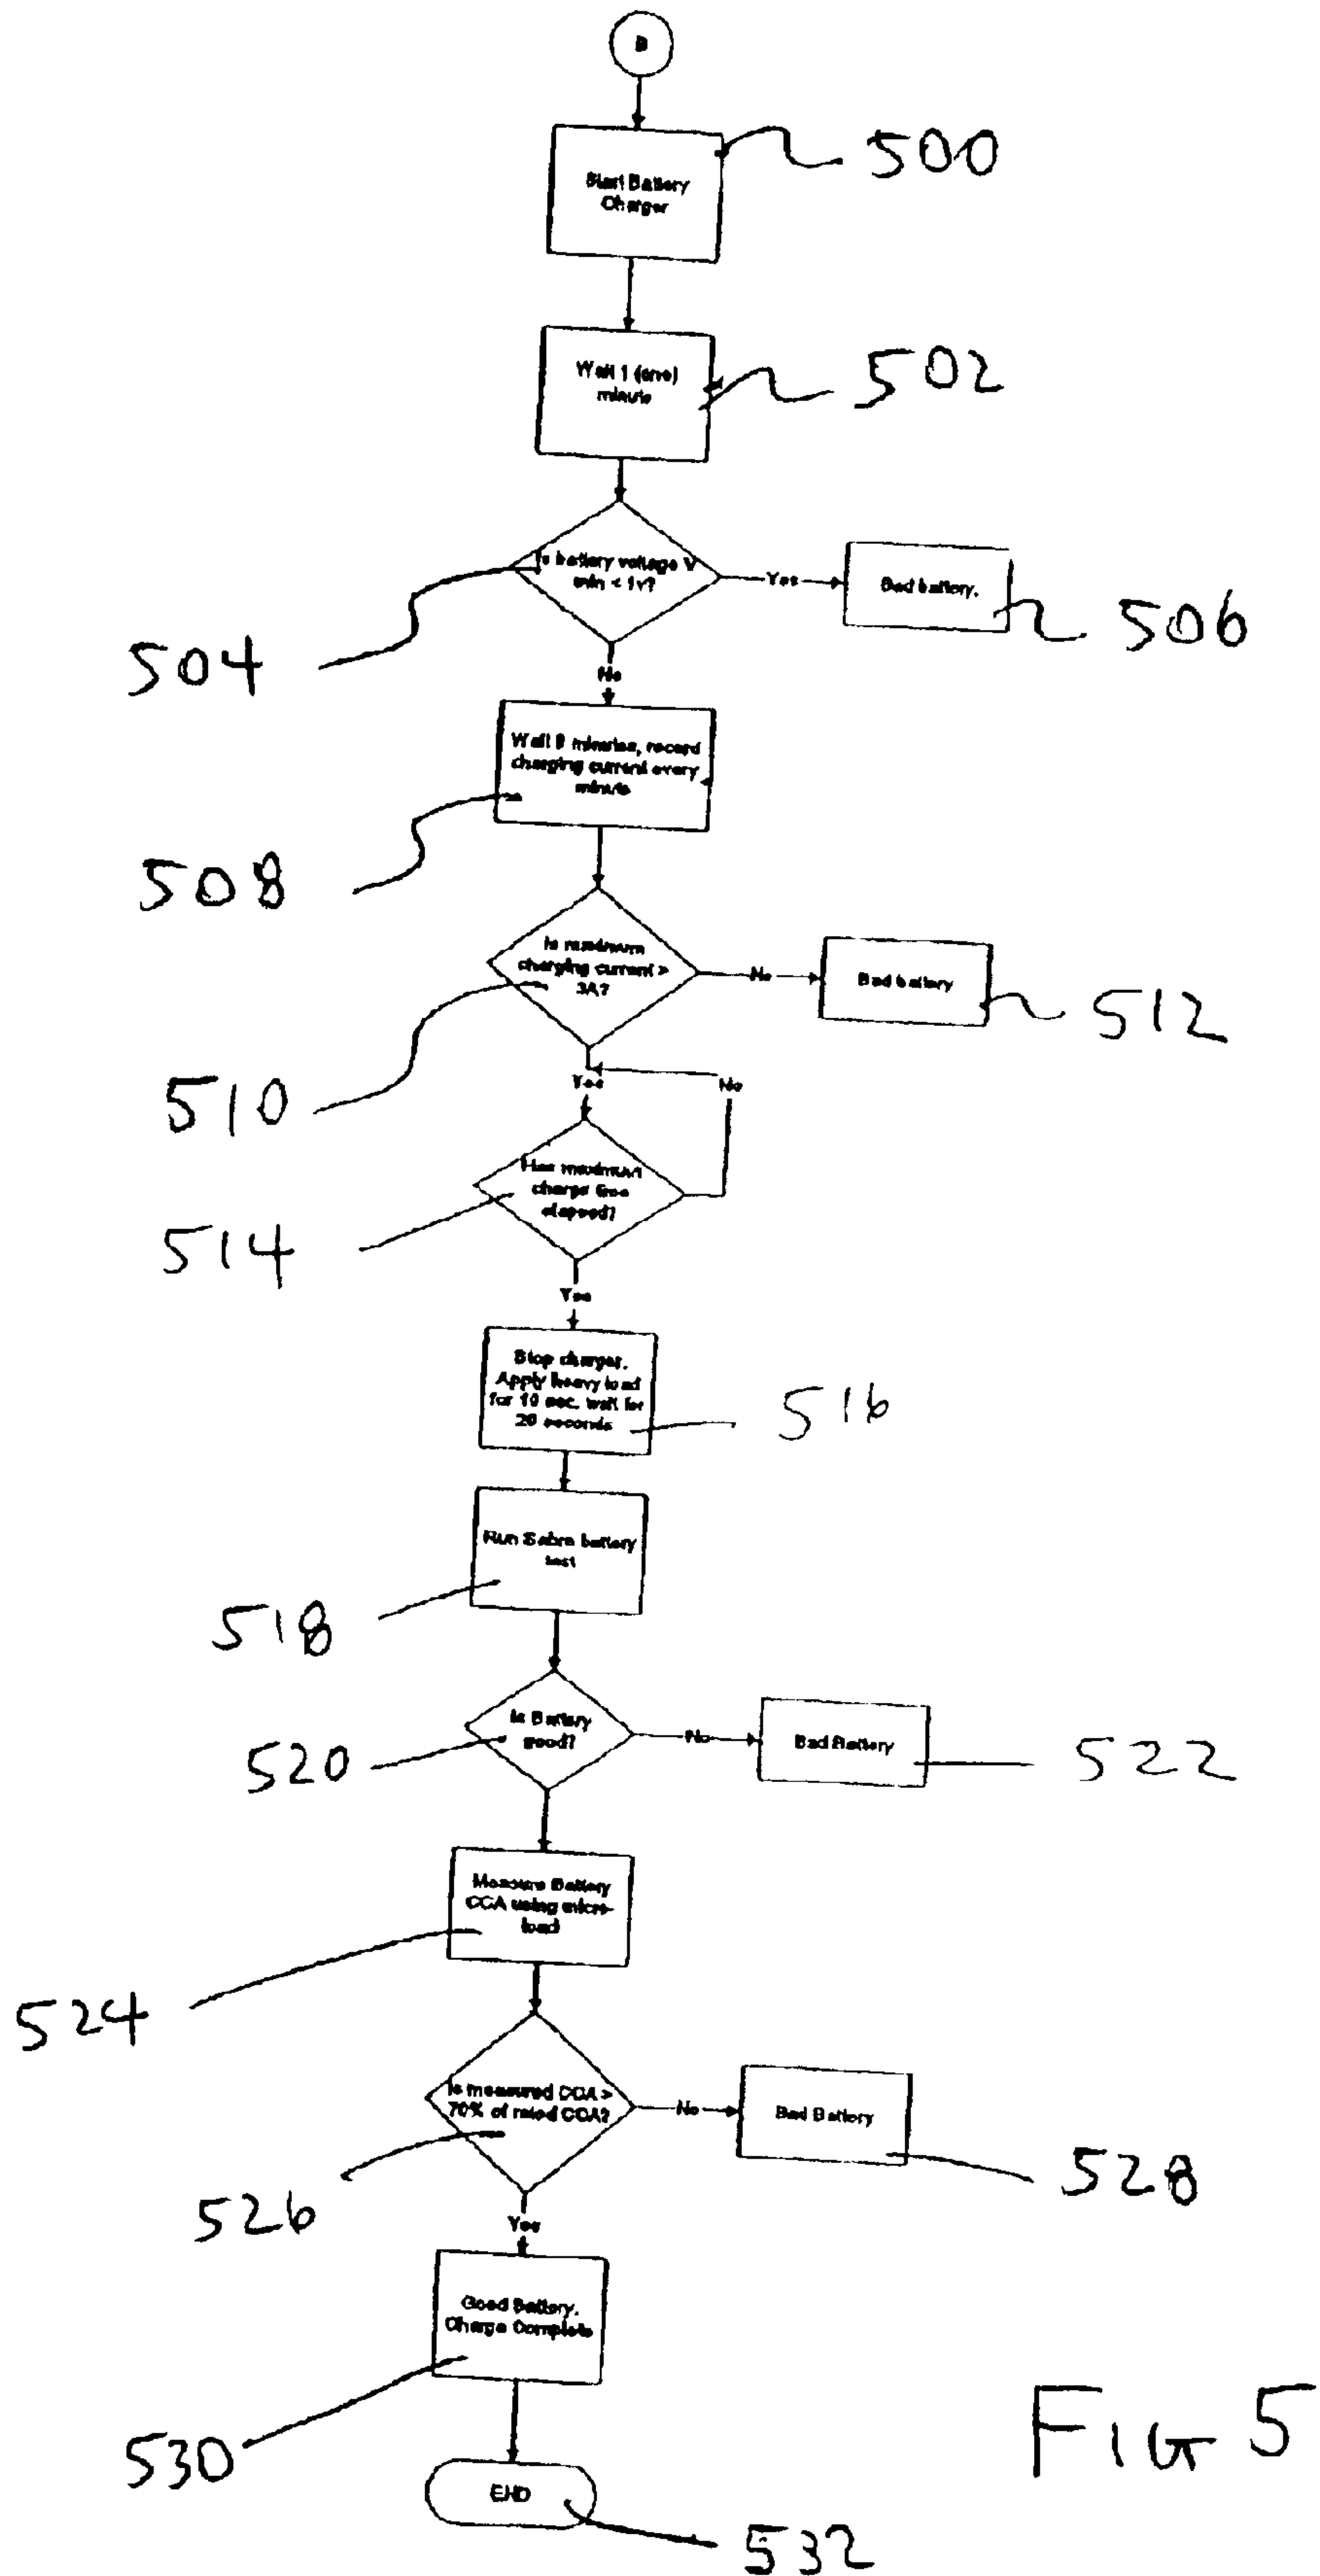 Start Battery
Charger
500
Wait 1 (one)
minute
502
Is battery voltage V
min < 1v?
Yes
Bad battery.
504
506
No
Wait 9 minutes, record
charging current every
minute
508
Is maximum
charging current >
3A?
No
Bad battery
512
510
Yes
No
Has maximum
charge time
elapsed?
514
Yes
Stop charger.
Apply heavy load
for 10 sec. wait for
20 seconds
516
Run Sabre battery
test
518
Is Battery
good?
No
Bad Battery
520
522
Measure Battery
CCA using micro-
load
524
Is measured CCA >
70% of rated CCA?
No
Bad Battery
528
526
Yes
Good Battery.
Charge Complete
530
FIG 5
END
532